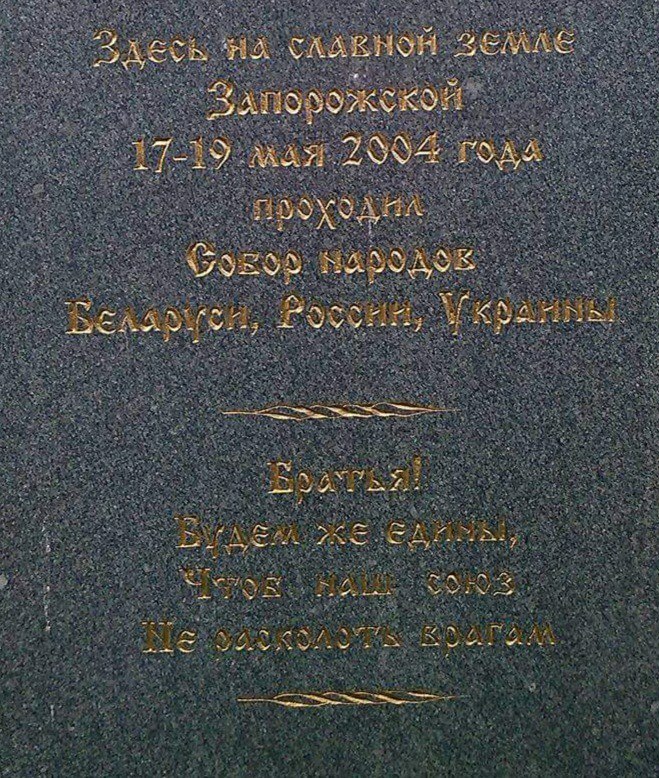 Здесь на славной земле
Запорожской
17-19 мая 2004 года
проходил
Собор народов
Беларуси, России, Украины.
Братья!
Будем же едины,
Чтоб наш союз
Не расколоть врагам